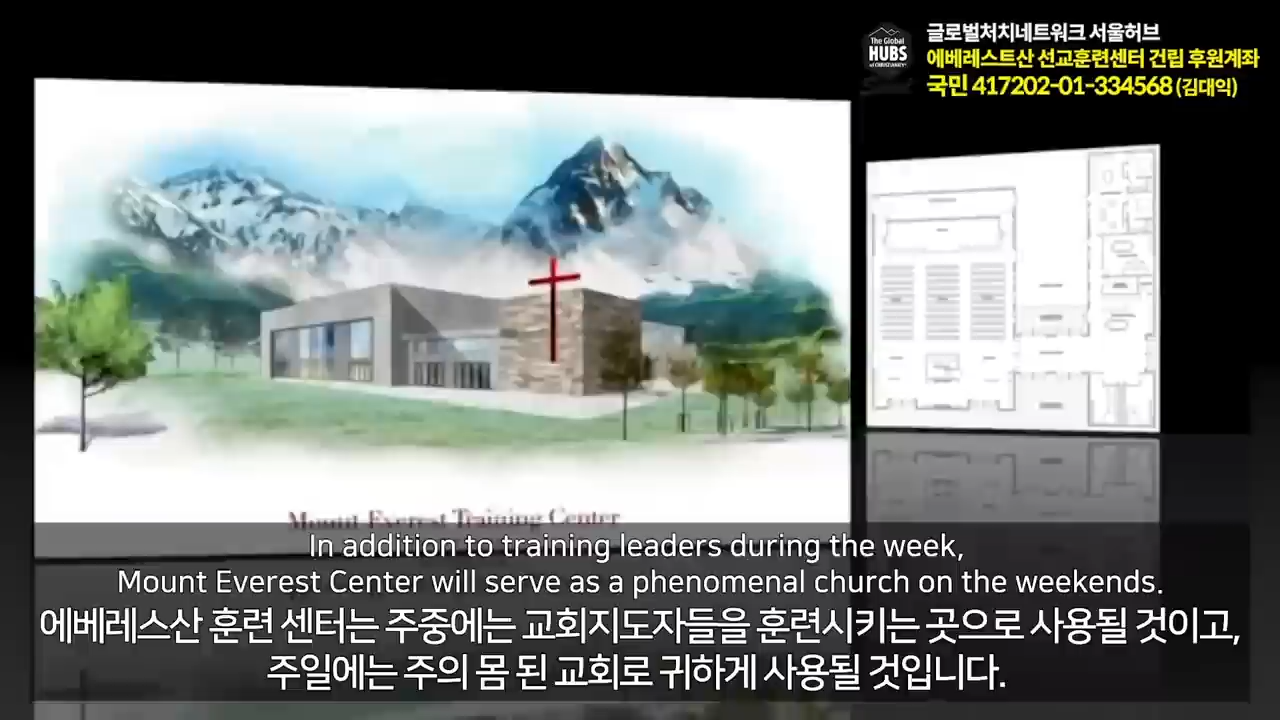 The Global
HUBS
of CHRISTIANITY
글로벌처치네트워크 서울허브
에베레스트산 선교훈련센터 건립 후원계좌
국민 417202-01-334568 (김대익)
Mount Everest Training Center
In addition to training leaders during the week,
Mount Everest Center will serve as a phenomenal church on the weekends.
에베레스산 훈련 센터는 주중에는 교회지도자들을 훈련시키는 곳으로 사용될 것이고,
주일에는 주의 몸 된 교회로 귀하게 사용될 것입니다.